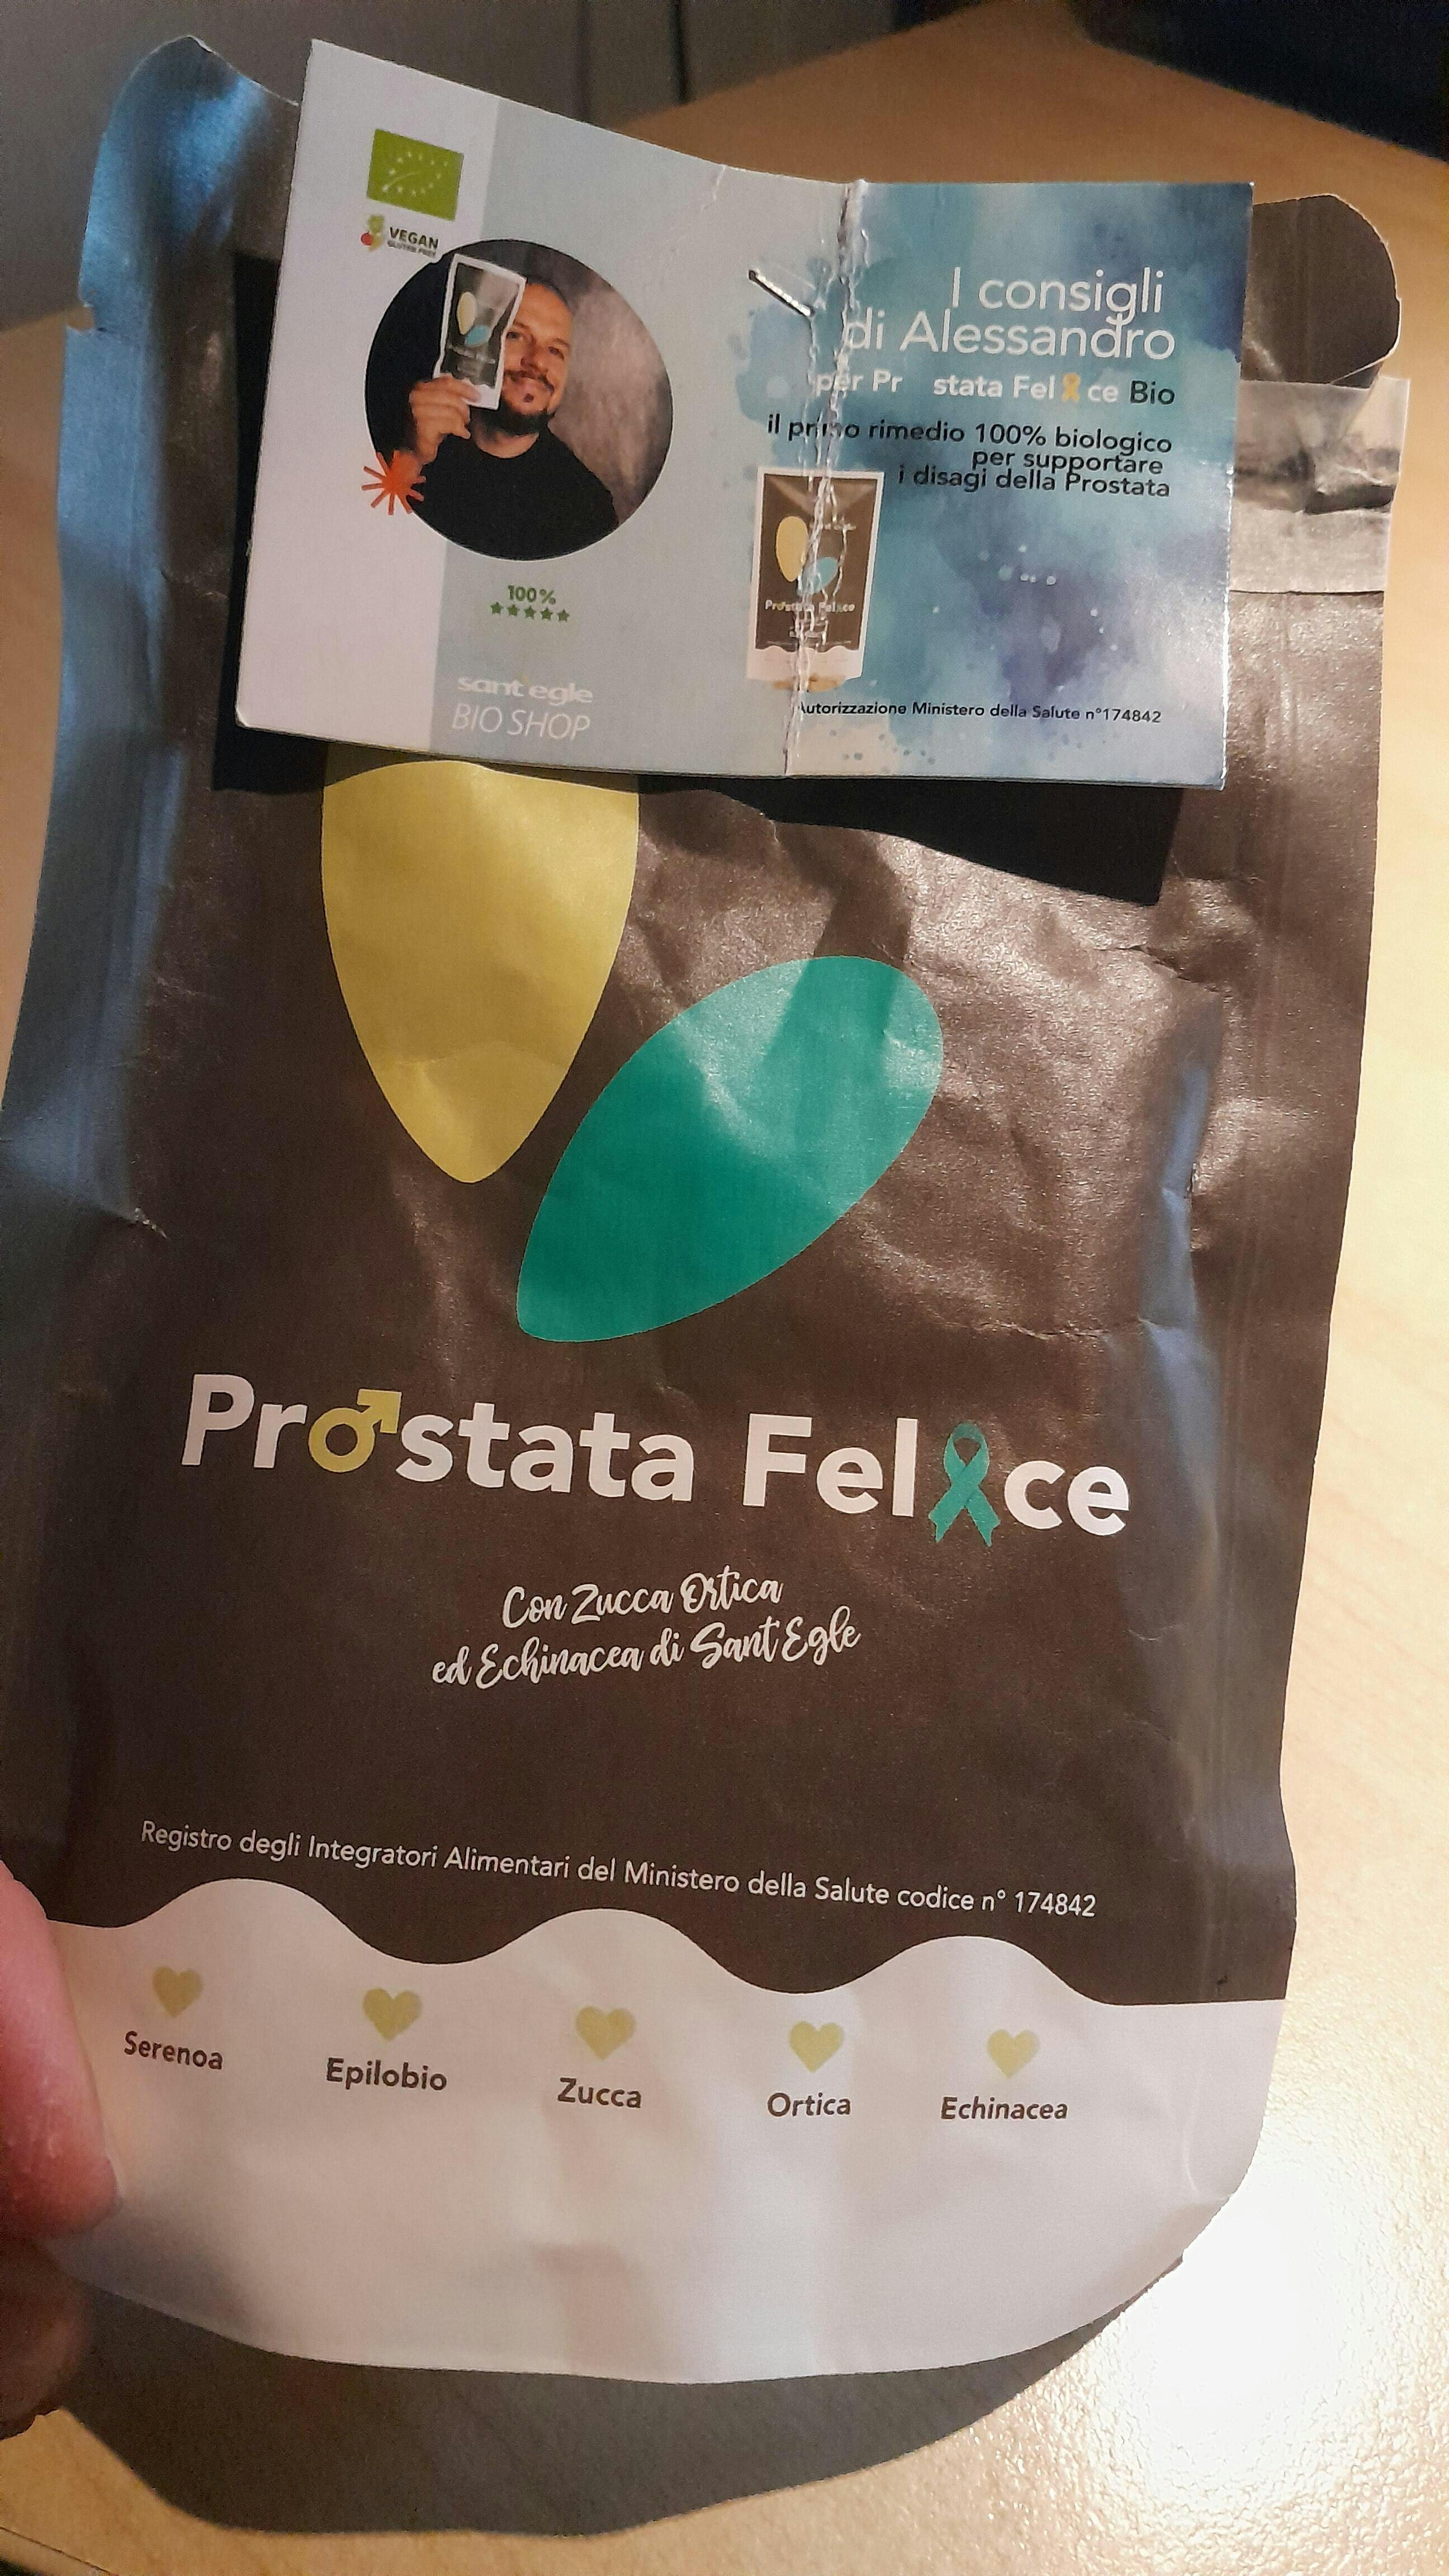 VEGAN
GLUTEN FREE
100%
sant'egle
BIO SHOP
I consigli
di Alessandro
per Pr stata Fel ce Bio
il primo rimedio 100% biologico
per supportare
i disagi della Prostata
Prostata Felice
Autorizzazione Ministero della Salute n°174842
Prostata Felice
Con Zucca Ortica
ed Echinacea di Sant'Egle
Registro degli Integratori Alimentari del Ministero della Salute codice n° 174842
Serenoa
Epilobio
Zucca
Ortica
Echinacea